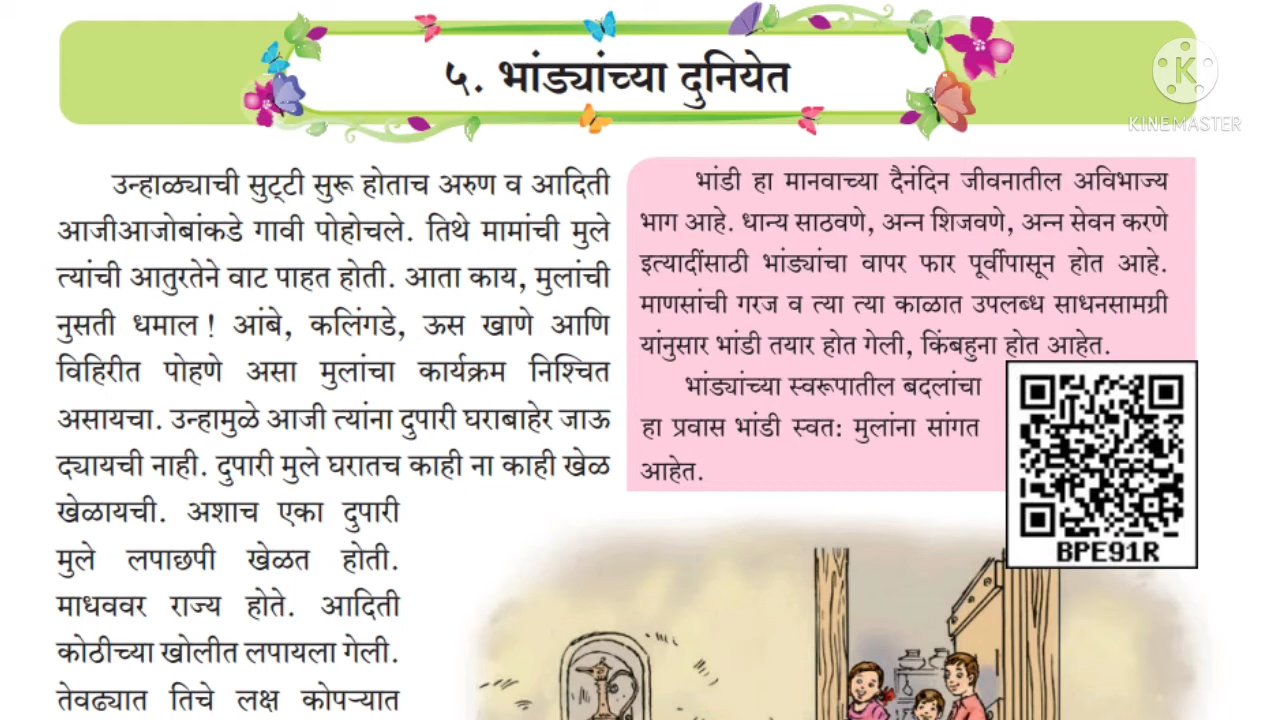 ५. भांड्यांच्या दुनियेत
KINEMASTER
उन्हाळ्याची सुट्टी सुरू होताच अरुण व आदिती
आजीआजोबांकडे गावी पोहोचले. तिथे मामांची मुले
त्यांची आतुरतेने वाट पाहत होती. आता काय, मुलांची
नुसती धमाल! आंबे, कलिंगडे, ऊस खाणे आणि
विहिरीत पोहणे असा मुलांचा कार्यक्रम निश्चित
असायचा. उन्हामुळे आजी त्यांना दुपारी घराबाहेर जाऊ
द्यायची नाही. दुपारी मुले घरातच काही ना काही खेळ
खेळायची. अशाच एका दुपारी
मुले लपाछपी खेळत होती.
माधववर राज्य होते. आदिती
कोठीच्या खोलीत लपायला गेली.
तेवढ्यात तिचे लक्ष कोपऱ्यात
भांडी हा मानवाच्या दैनंदिन जीवनातील अविभाज्य
भाग आहे. धान्य साठवणे, अन्न शिजवणे, अन्न सेवन करणे
इत्यादींसाठी भांड्यांचा वापर फार पूर्वीपासून होत आहे.
माणसांची गरज व त्या त्या काळात उपलब्ध साधनसामग्री
यांनुसार भांडी तयार होत गेली, किंबहुना होत आहेत.
भांड्यांच्या स्वरूपातील बदलांचा
हा प्रवास भांडी स्वत: मुलांना सांगत
आहेत.
BPE91R